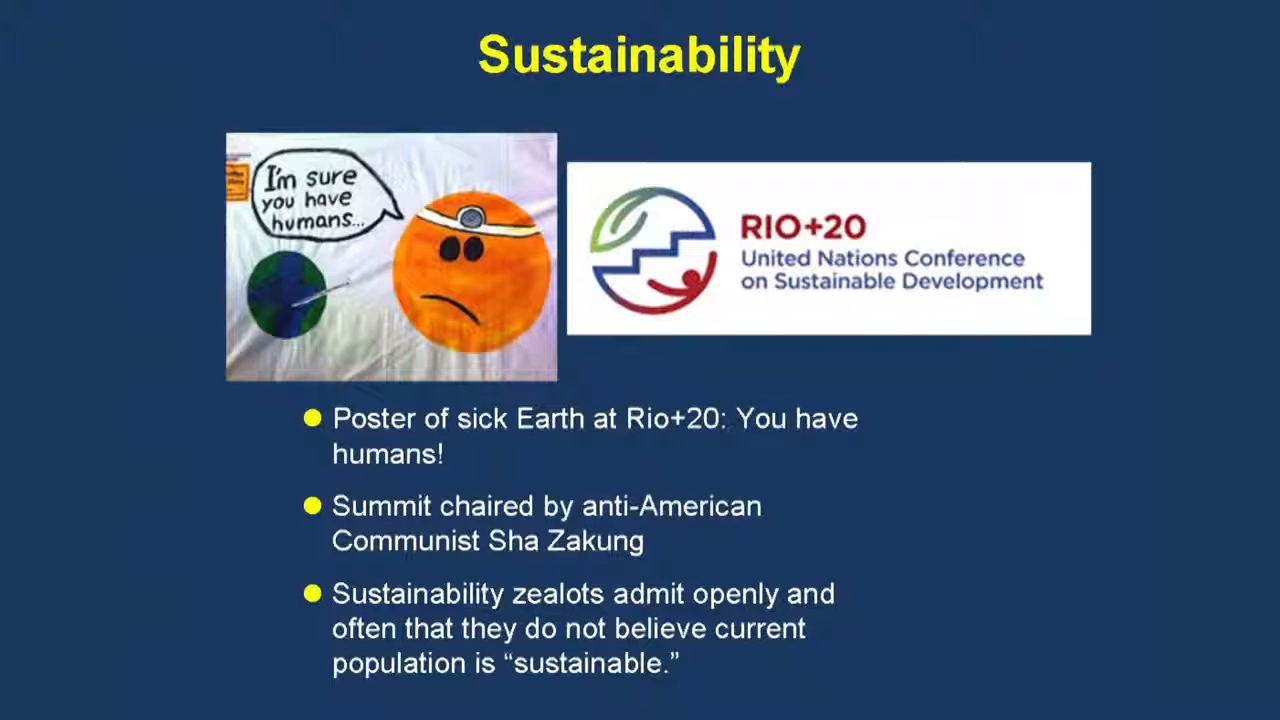 Sustainability
I'm sure
you have
humans...
RIO+20
United Nations Conference
on Sustainable Development
Poster of sick Earth at Rio+20: You have
humans!
Summit chaired by anti-American
Communist Sha Zakung
Sustainability zealots admit openly and
often that they do not believe current
population is “sustainable.”